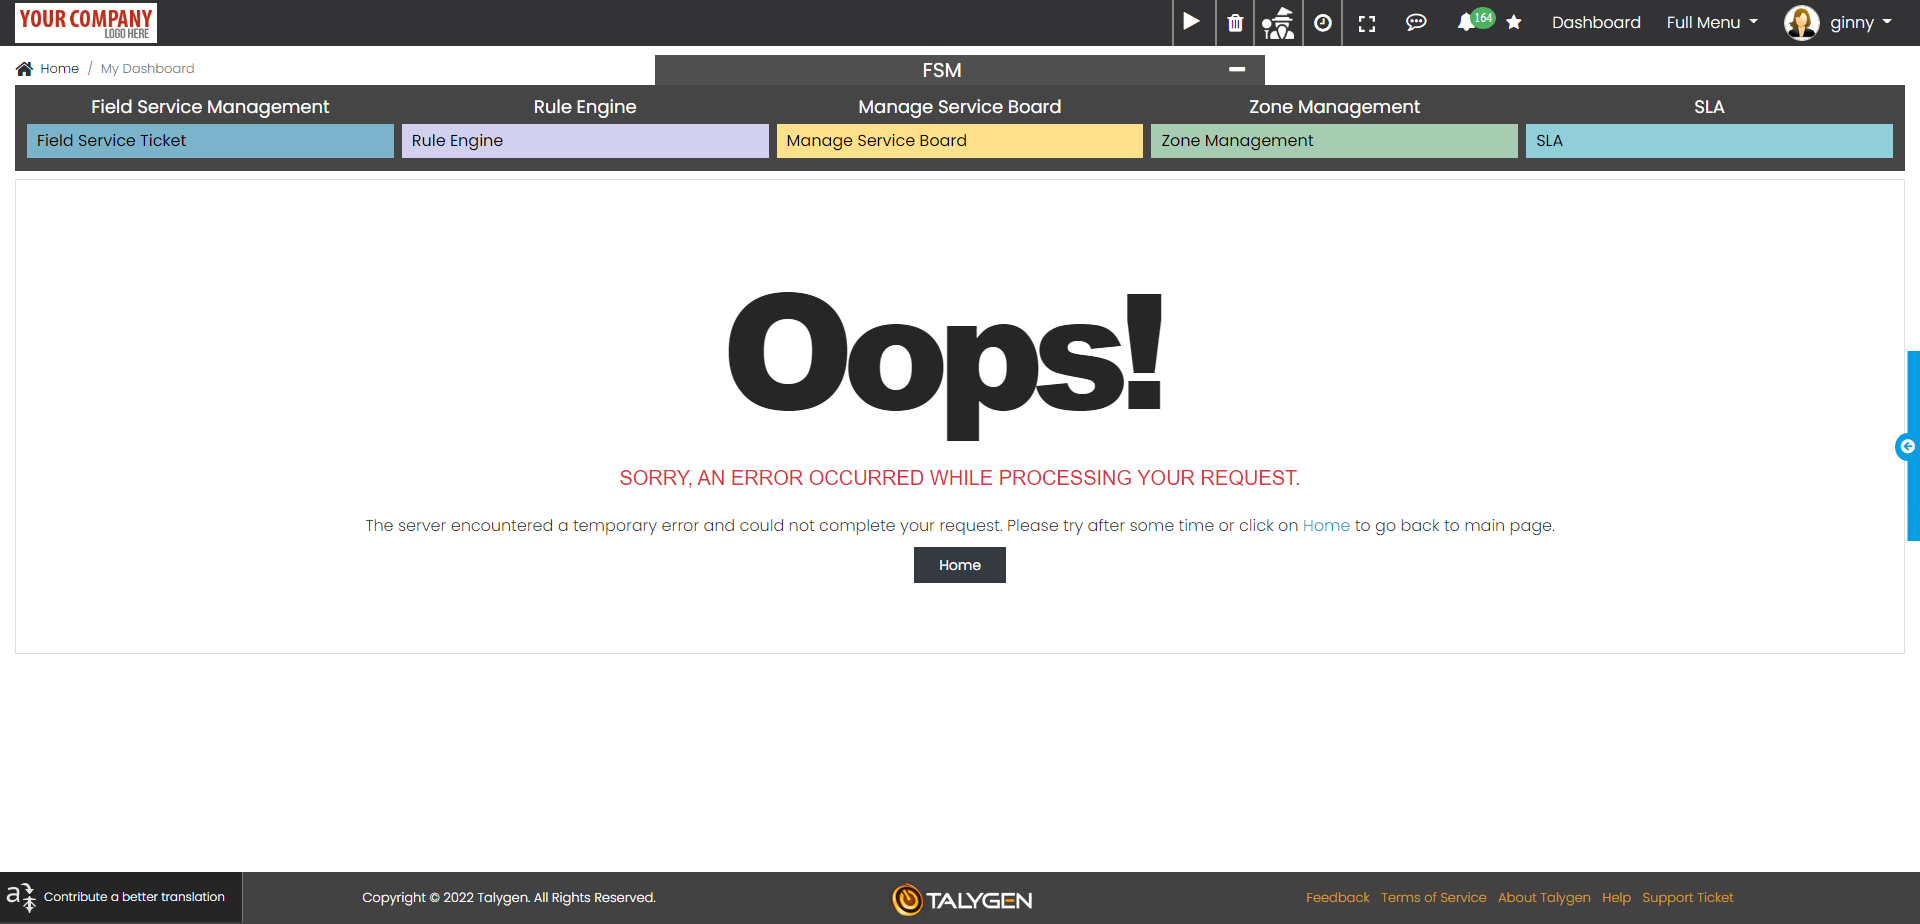 YOUR COMPANY
LOGO HERE
164
Dashboard
Full Menu
ginny
Home / My Dashboard
FSM
Field Service Management
Rule Engine
Manage Service Board
Zone Management
SLA
Field Service Ticket
Rule Engine
Manage Service Board
Zone Management
SLA
Oops!
SORRY, AN ERROR OCCURRED WHILE PROCESSING YOUR REQUEST.
The server encountered a temporary error and could not complete your request. Please try after some time or click on Home to go back to main page.
Home
a
Contribute a better translation
Copyright © 2022 Talygen. All Rights Reserved.
TALYGEN
Feedback Terms of Service About Talygen Help Support Ticket